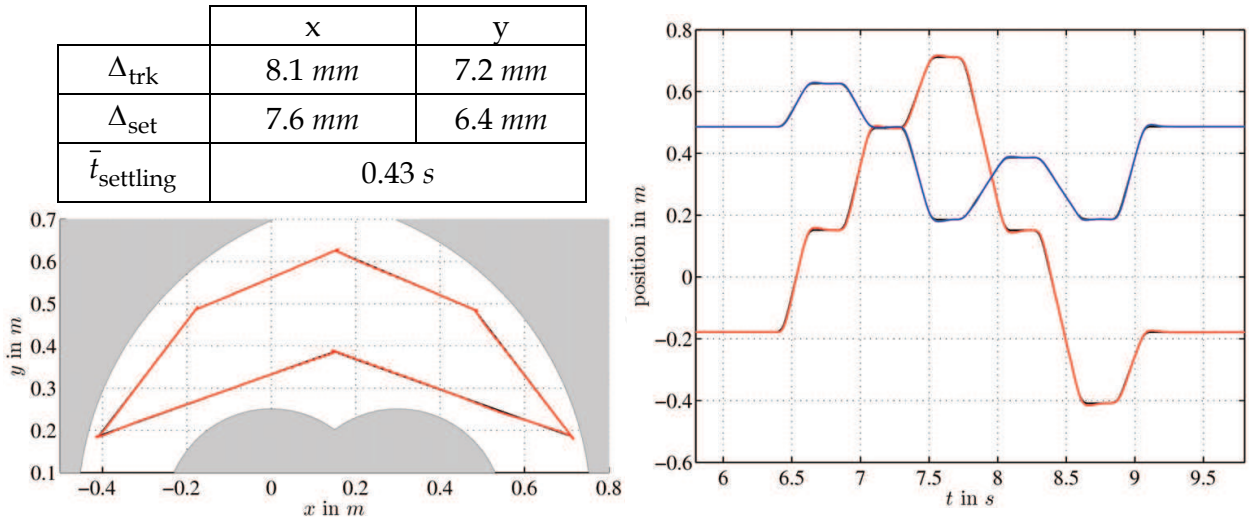 x y
Δtrk 8.1 mm 7.2 mm
Δset 7.6 mm 6.4 mm
t̄settling 0.43 s
0.7
0.6
0.5
0.4
0.3
0.2
0.1
y in m
−0.4 −0.2 0 0.2 0.4 0.6 0.8
x in m
0.8
0.6
0.4
0.2
0
−0.2
−0.4
−0.6
position in m
6 6.5 7 7.5 8 8.5 9 9.5
t in s